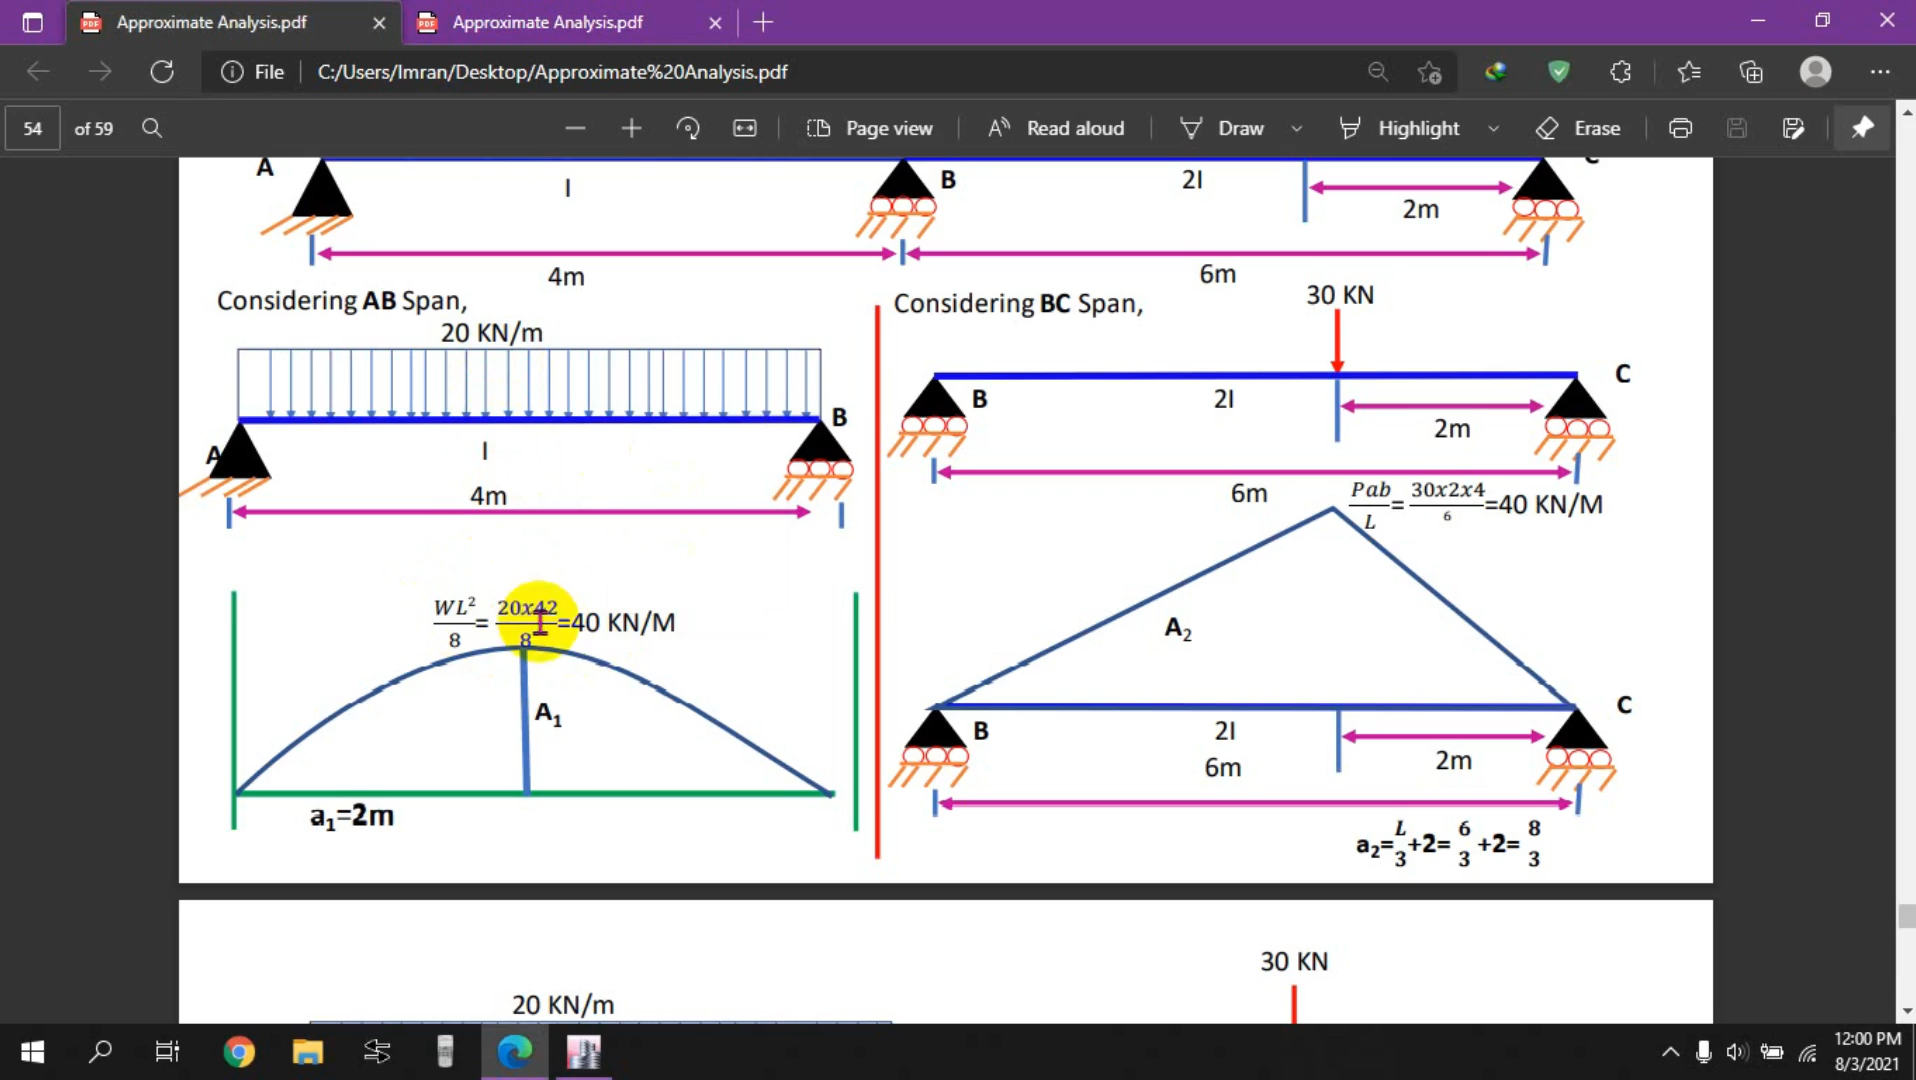 Approximate Analysis.pdf
Approximate Analysis.pdf
File
C:/Users/Imran/Desktop/Approximate%20Analysis.pdf
54 of 59
Page view
Read aloud
Draw
Highlight
Erase
A I B 2I 2m C
4m 6m
Considering AB Span,
20 KN/m
A B
I
4m
WL²/8 = 20x42/8 =40 KN/M
A₁
a₁=2m
Considering BC Span,
30 KN
B 2I 2m C
6m
Pab/L = 30x2x4/6 =40 KN/M
A₂
B 2I 2m C
6m
a₂=L/3+2= 6/3 +2= 8/3
20 KN/m
30 KN
12:00 PM
8/3/2021